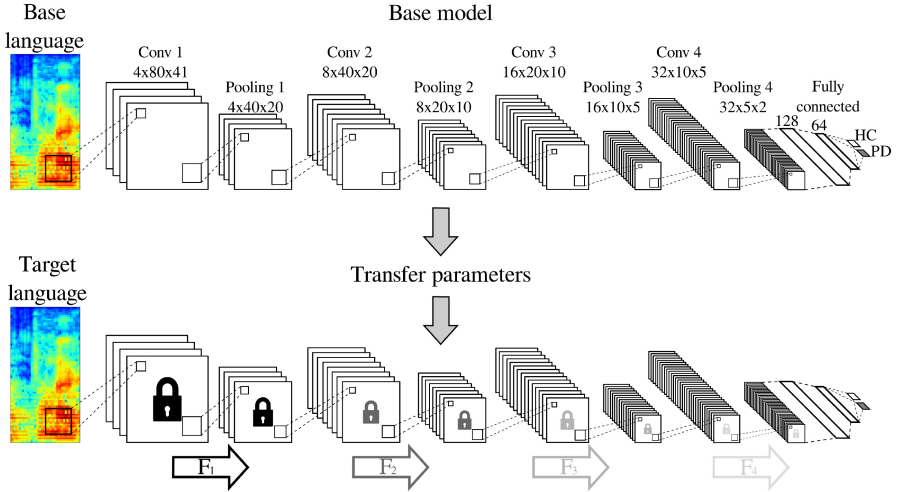 Base
language
Base model
Conv 1
4x80x41
Pooling 1
4x40x20
Conv 2
8x40x20
Pooling 2
8x20x10
Conv 3
16x20x10
Pooling 3
16x10x5
Conv 4
32x10x5
Pooling 4
32x5x2
Fully
connected
128
64
HC
PD
Transfer parameters
Target
language
F1
F2
F3
F4